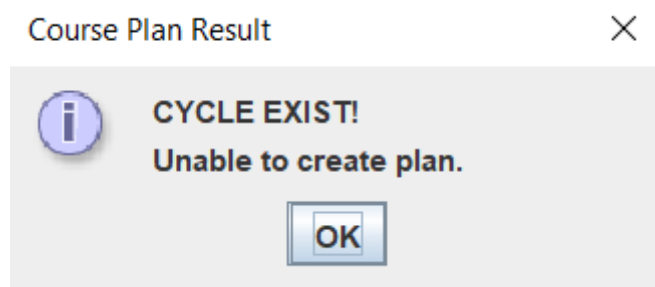 Course Plan Result
CYCLE EXIST!
Unable to create plan.
OK